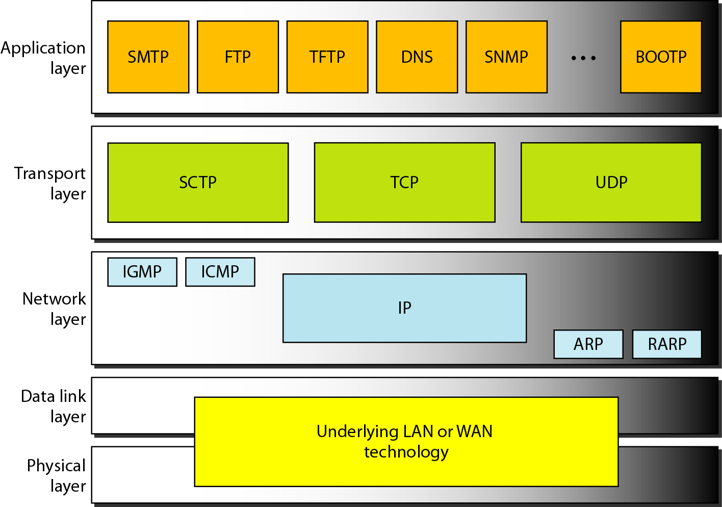 Application
layer
SMTP
FTP
TFTP
DNS
SNMP
...
BOOTP
Transport
layer
SCTP
TCP
UDP
Network
layer
IGMP
ICMP
IP
ARP
RARP
Data link
layer
Underlying LAN or WAN
technology
Physical
layer